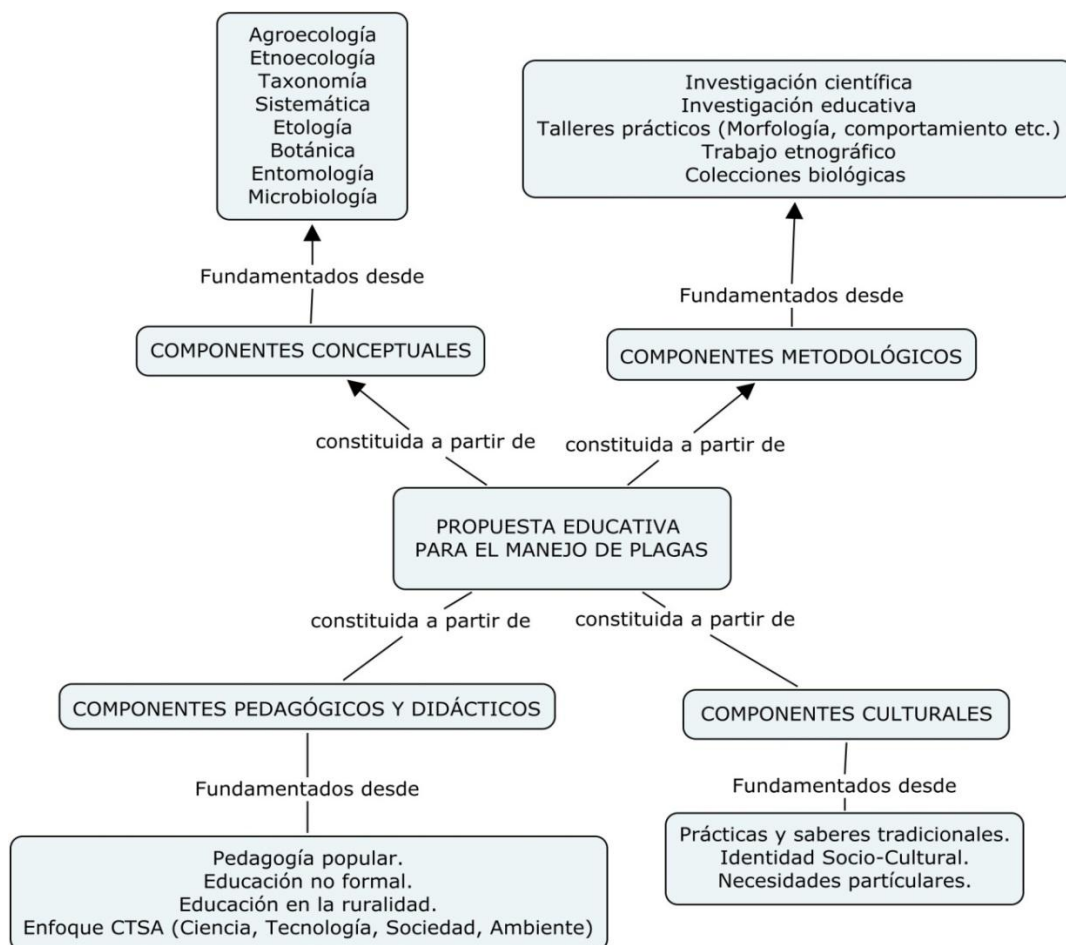 Agroecología
Etnoecología
Taxonomía
Sistemática
Etología
Botánica
Entomología
Microbiología
Investigación científica
Investigación educativa
Talleres prácticos (Morfología, comportamiento etc.)
Trabajo etnográfico
Colecciones biológicas
Fundamentados desde
Fundamentados desde
COMPONENTES CONCEPTUALES
COMPONENTES METODOLÓGICOS
constituida a partir de
constituida a partir de
PROPUESTA EDUCATIVA
PARA EL MANEJO DE PLAGAS
constituida a partir de
constituida a partir de
COMPONENTES PEDAGÓGICOS Y DIDÁCTICOS
COMPONENTES CULTURALES
Fundamentados desde
Fundamentados desde
Pedagogía popular.
Educación no formal.
Educación en la ruralidad.
Enfoque CTSA (Ciencia, Tecnología, Sociedad, Ambiente)
Prácticas y saberes tradicionales.
Identidad Socio-Cultural.
Necesidades partículares.